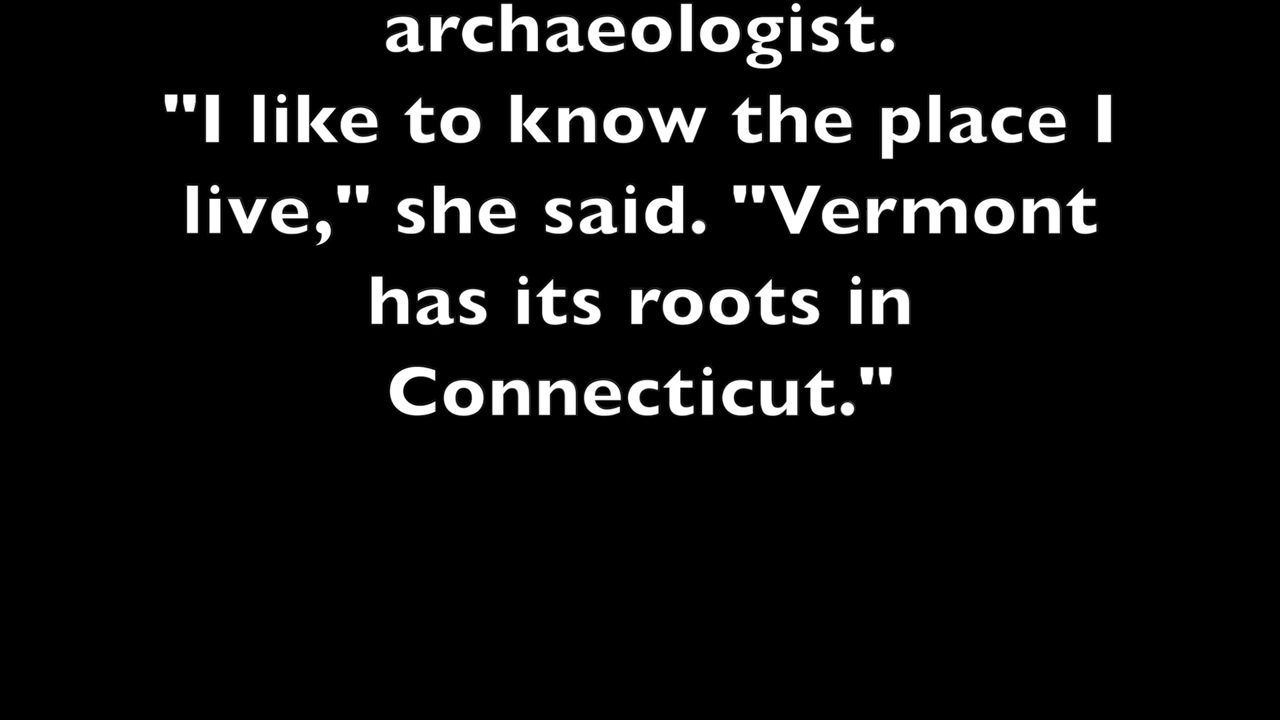 archaeologist.
"I like to know the place I
live," she said. "Vermont
has its roots in
Connecticut."